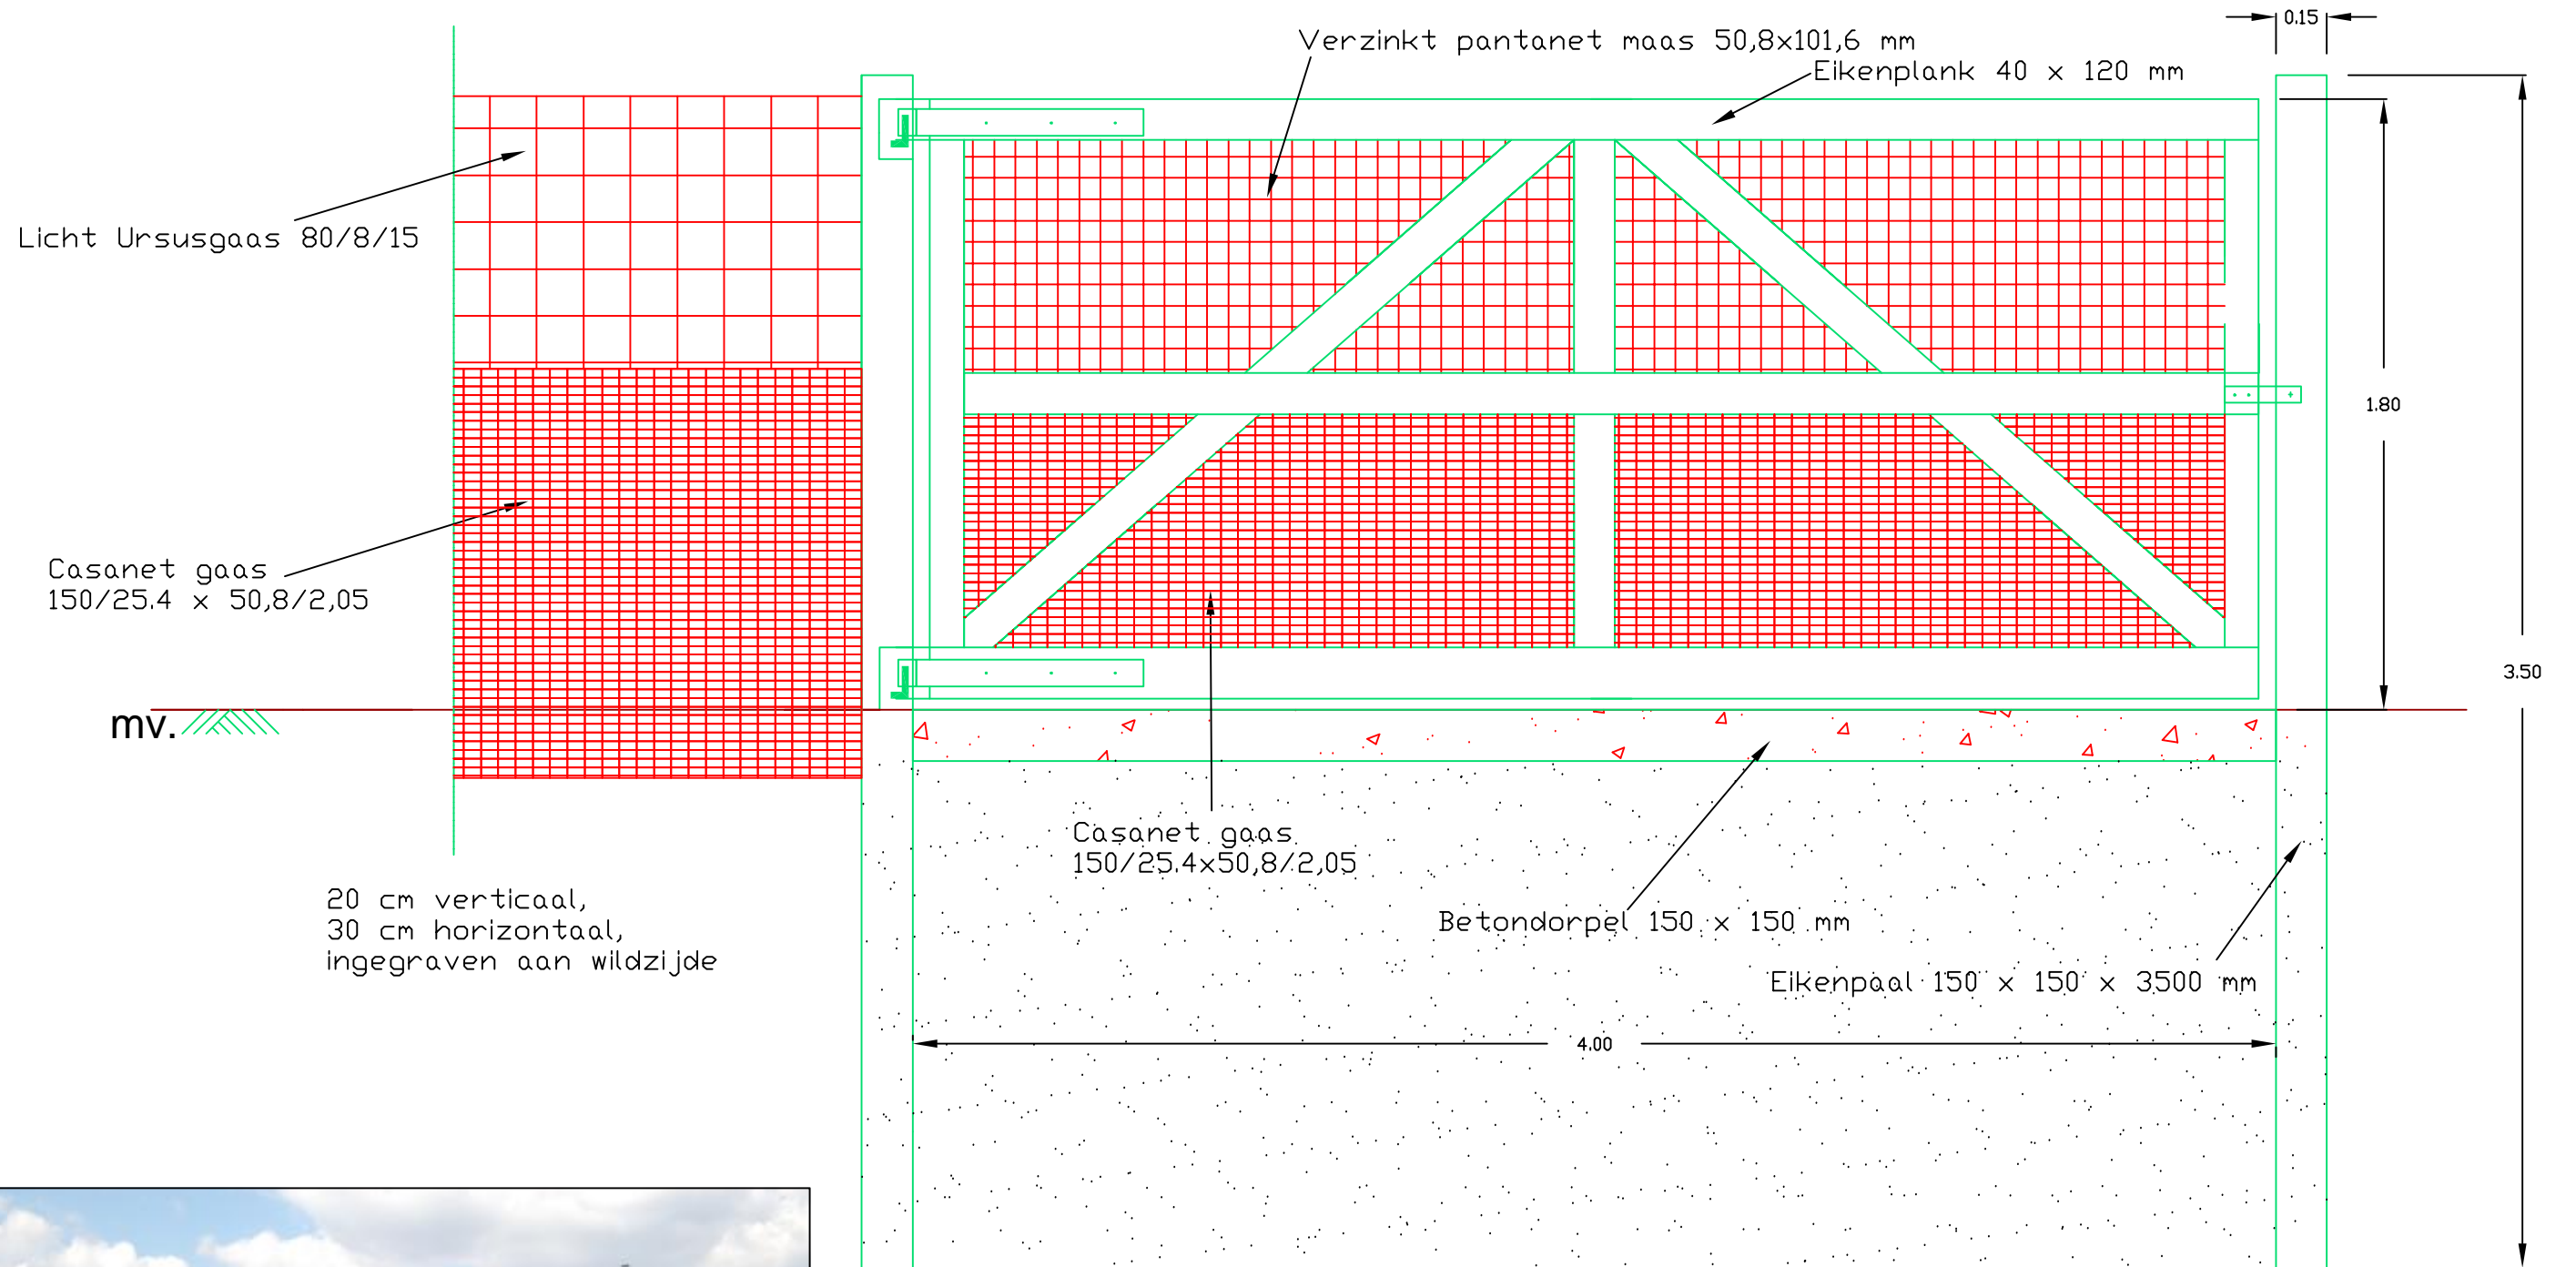 0.15
Verzinkt pantanet maas 50,8x101,6 mm
Eikenplank 40 x 120 mm
Licht Ursusgaas 80/8/15
1.80
Casanet gaas
150/25.4 x 50,8/2,05
3.50
mv.
Casanet gaas
150/25.4x50,8/2,05
20 cm verticaal,
30 cm horizontaal,
ingegraven aan wildzijde
Betondorpel 150 x 150 mm
Eikenpaal 150 x 150 x 3500 mm
4.00